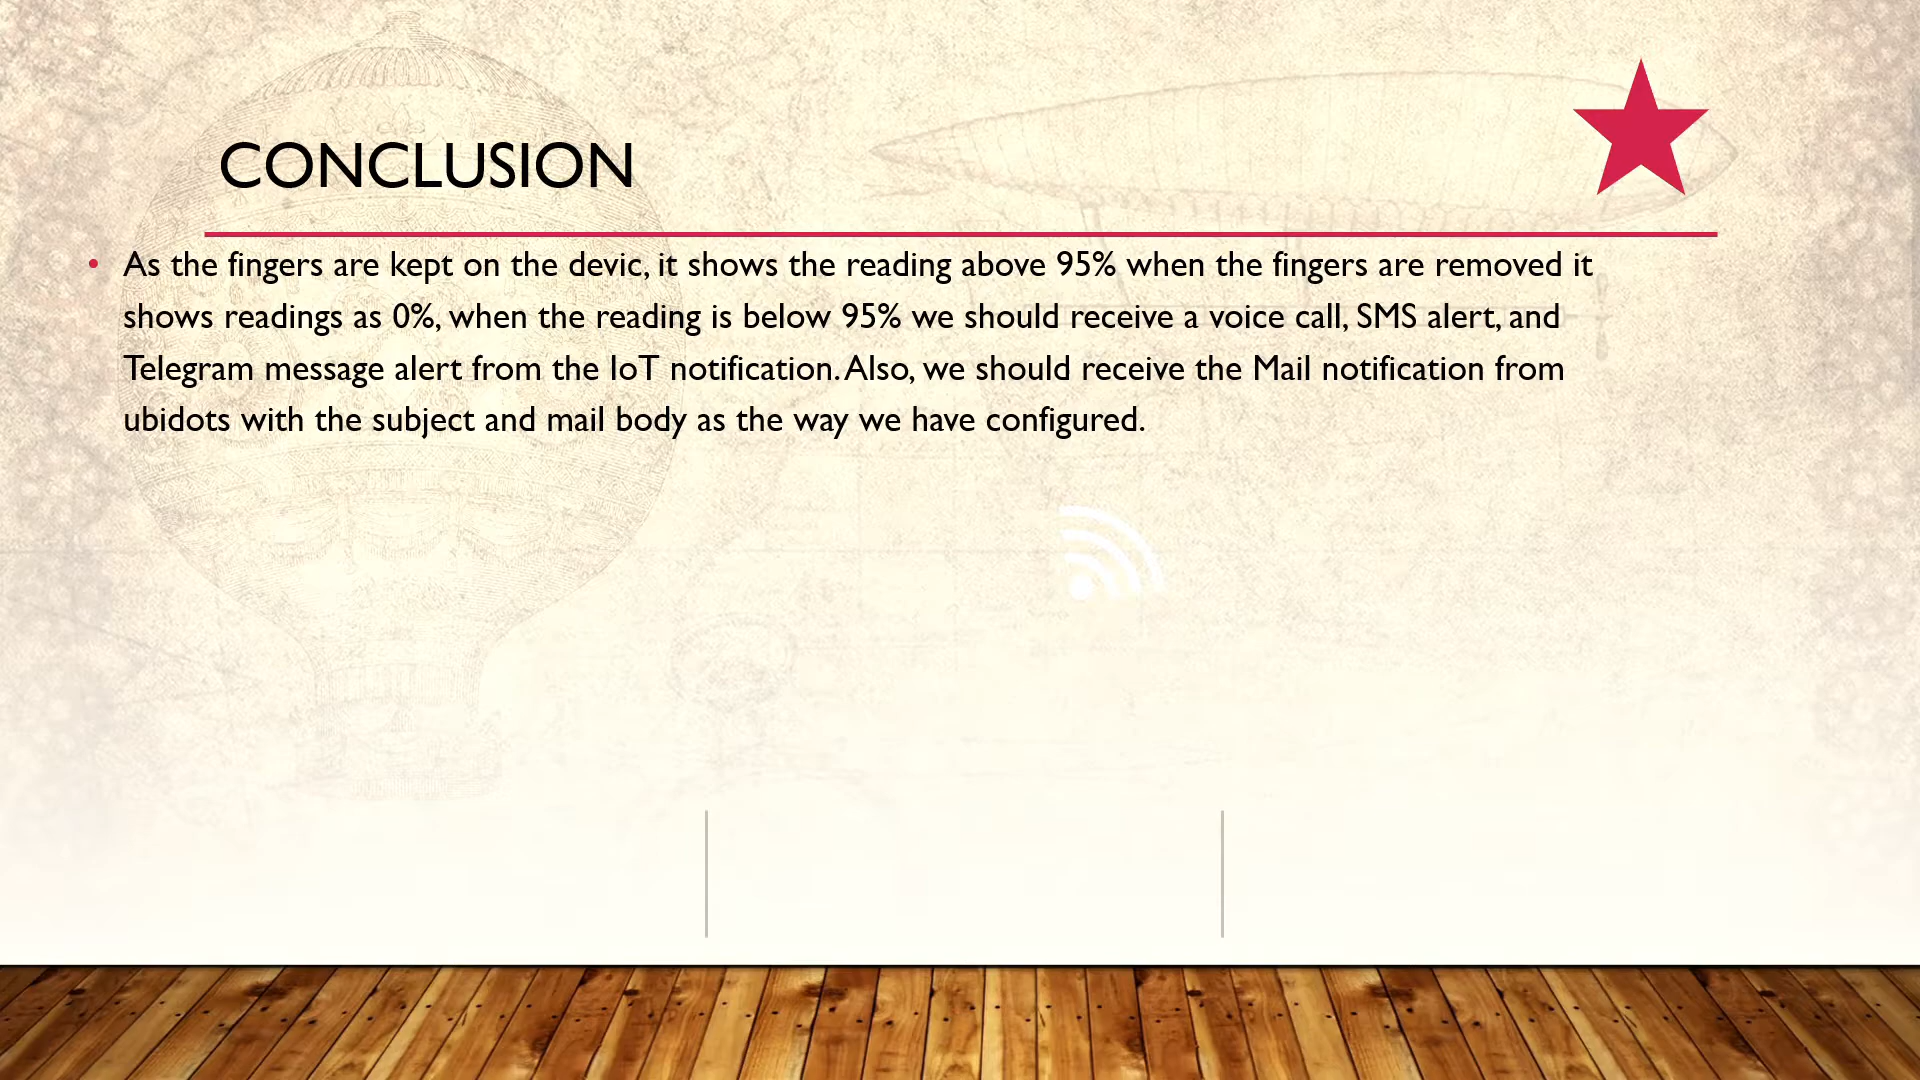 CONCLUSION
• As the fingers are kept on the devic, it shows the reading above 95% when the fingers are removed it
shows readings as 0%, when the reading is below 95% we should receive a voice call, SMS alert, and
Telegram message alert from the IoT notification. Also, we should receive the Mail notification from
ubidots with the subject and mail body as the way we have configured.